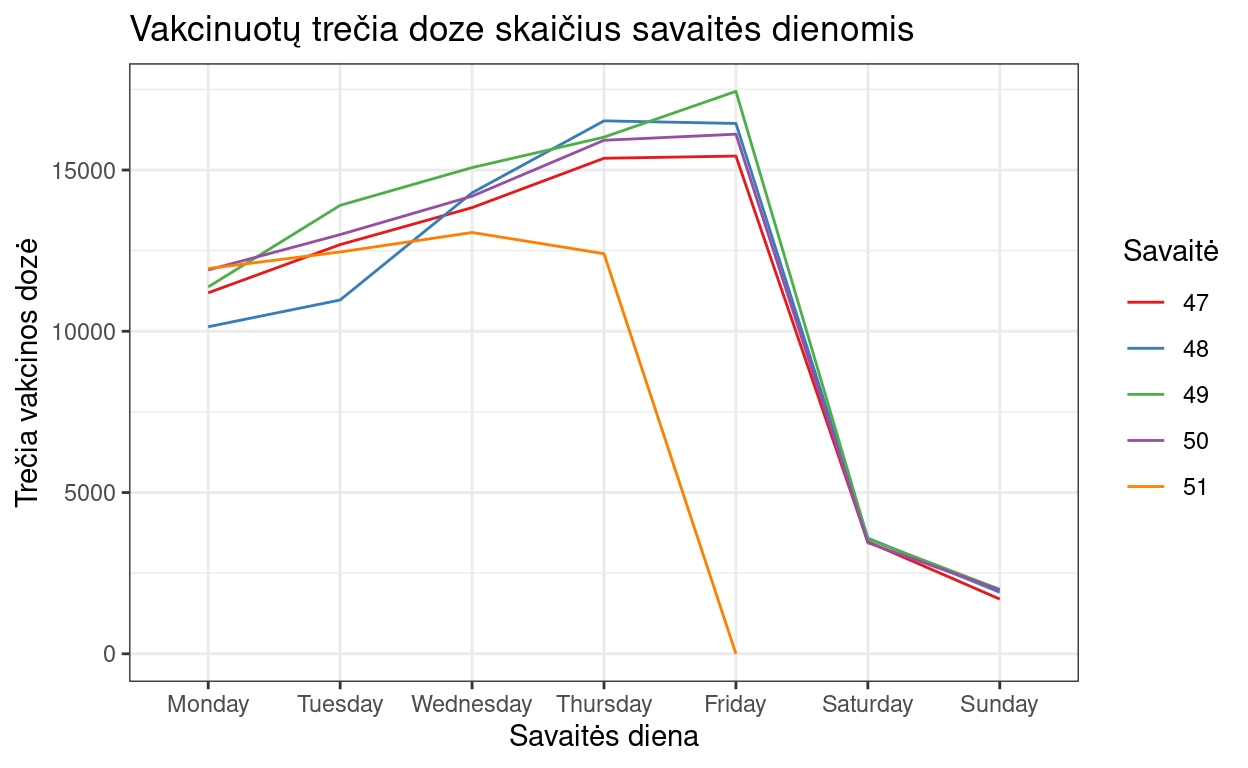 Vakcinuotų trečia doze skaičius savaitės dienomis
Trečia vakcinos dozė
15000
10000
5000
0
Monday Tuesday Wednesday Thursday Friday Saturday Sunday
Savaitės diena
Savaitė
47
48
49
50
51